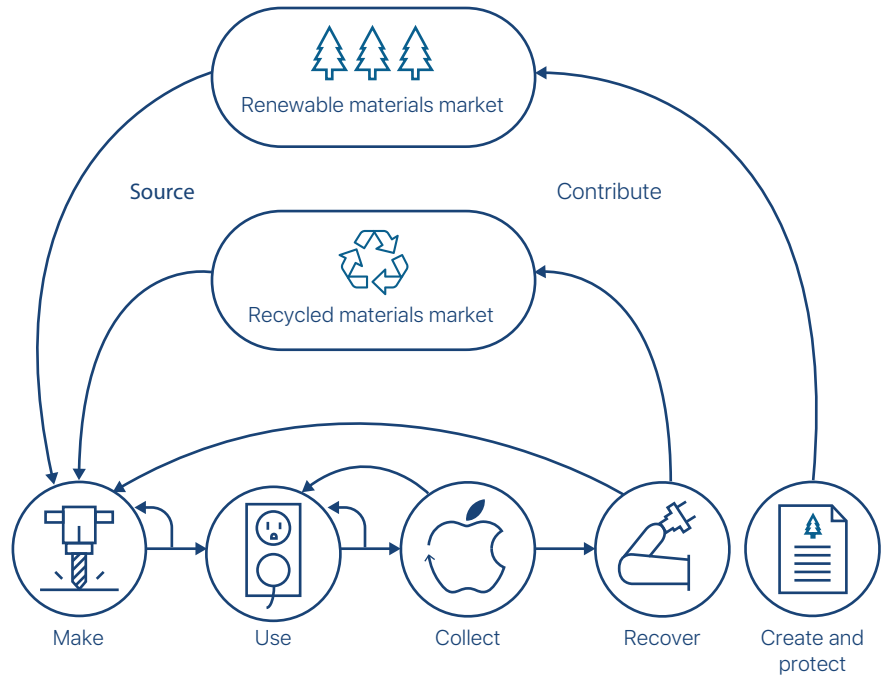 Renewable materials market
Source
Contribute
Recycled materials market
Make
Use
Collect
Recover
Create and
protect